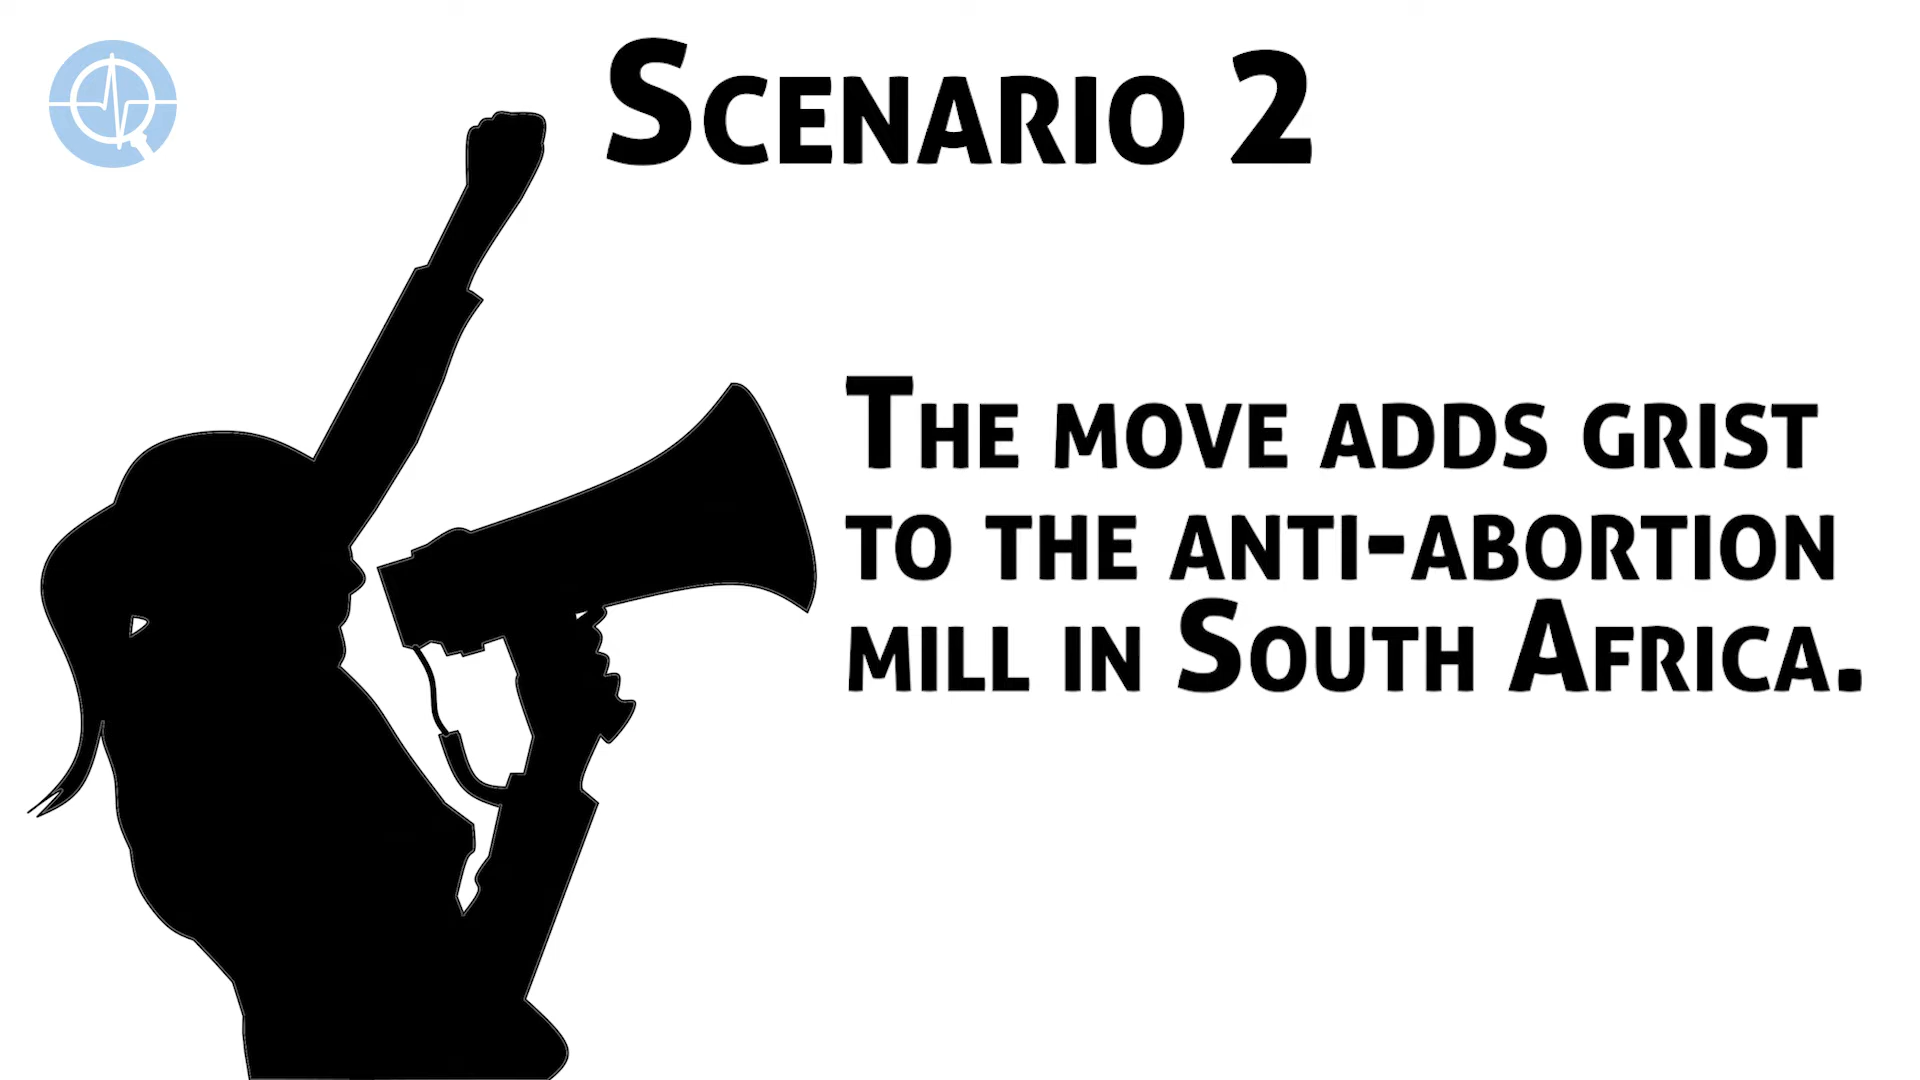 Scenario 2
The move adds grist
to the anti-abortion
mill in South Africa.